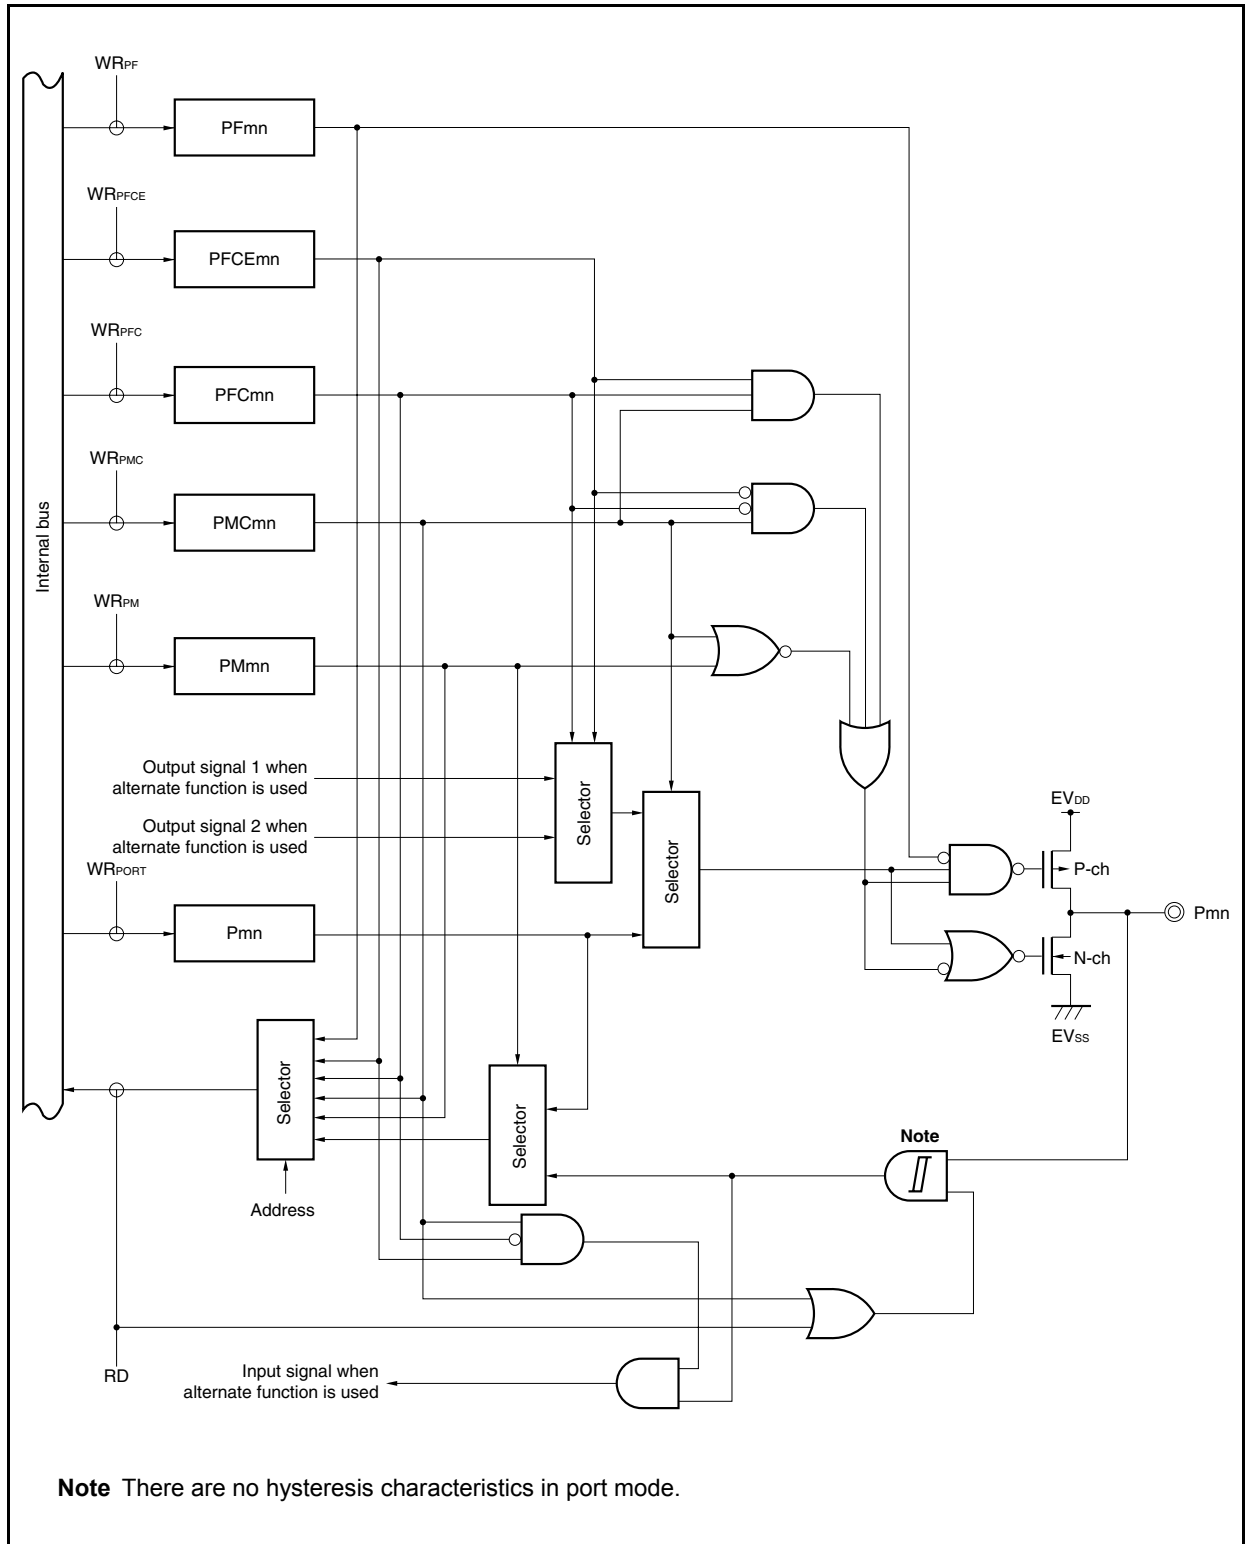 WRPF
PFmn
WRPFCE
PFCEmn
WRPFC
PFCmn
WRPMC
PMCmn
Internal bus
WRPM
PMmn
Output signal 1 when
alternate function is used
Output signal 2 when
alternate function is used
Selector
Selector
WRPORT
Pmn
EVDD
P-ch
Pmn
N-ch
EVSS
Selector
Selector
Address
Note
RD
Input signal when
alternate function is used
Note There are no hysteresis characteristics in port mode.